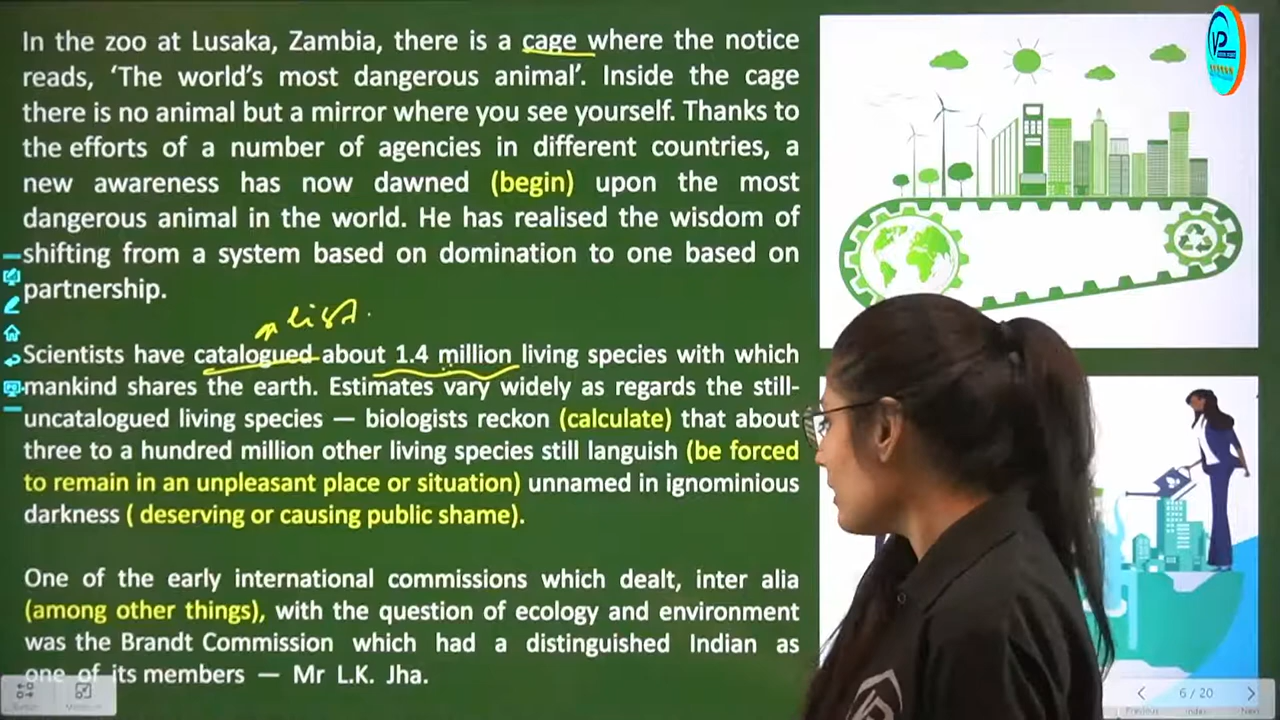 In the zoo at Lusaka, Zambia, there is a cage where the notice
reads, ‘The world’s most dangerous animal’. Inside the cage
there is no animal but a mirror where you see yourself. Thanks to
the efforts of a number of agencies in different countries, a
new awareness has now dawned (begin) upon the most
dangerous animal in the world. He has realised the wisdom of
shifting from a system based on domination to one based on
partnership.
list.
Scientists have catalogued about 1.4 million living species with which
mankind shares the earth. Estimates vary widely as regards the still-
uncatalogued living species — biologists reckon (calculate) that about
three to a hundred million other living species still languish (be forced
to remain in an unpleasant place or situation) unnamed in ignominious
darkness ( deserving or causing public shame).
One of the early international commissions which dealt, inter alia
(among other things), with the question of ecology and environment
was the Brandt Commission which had a distinguished Indian as
one of its members — Mr L.K. Jha.
VP
6 / 20
Previous
Index
Next